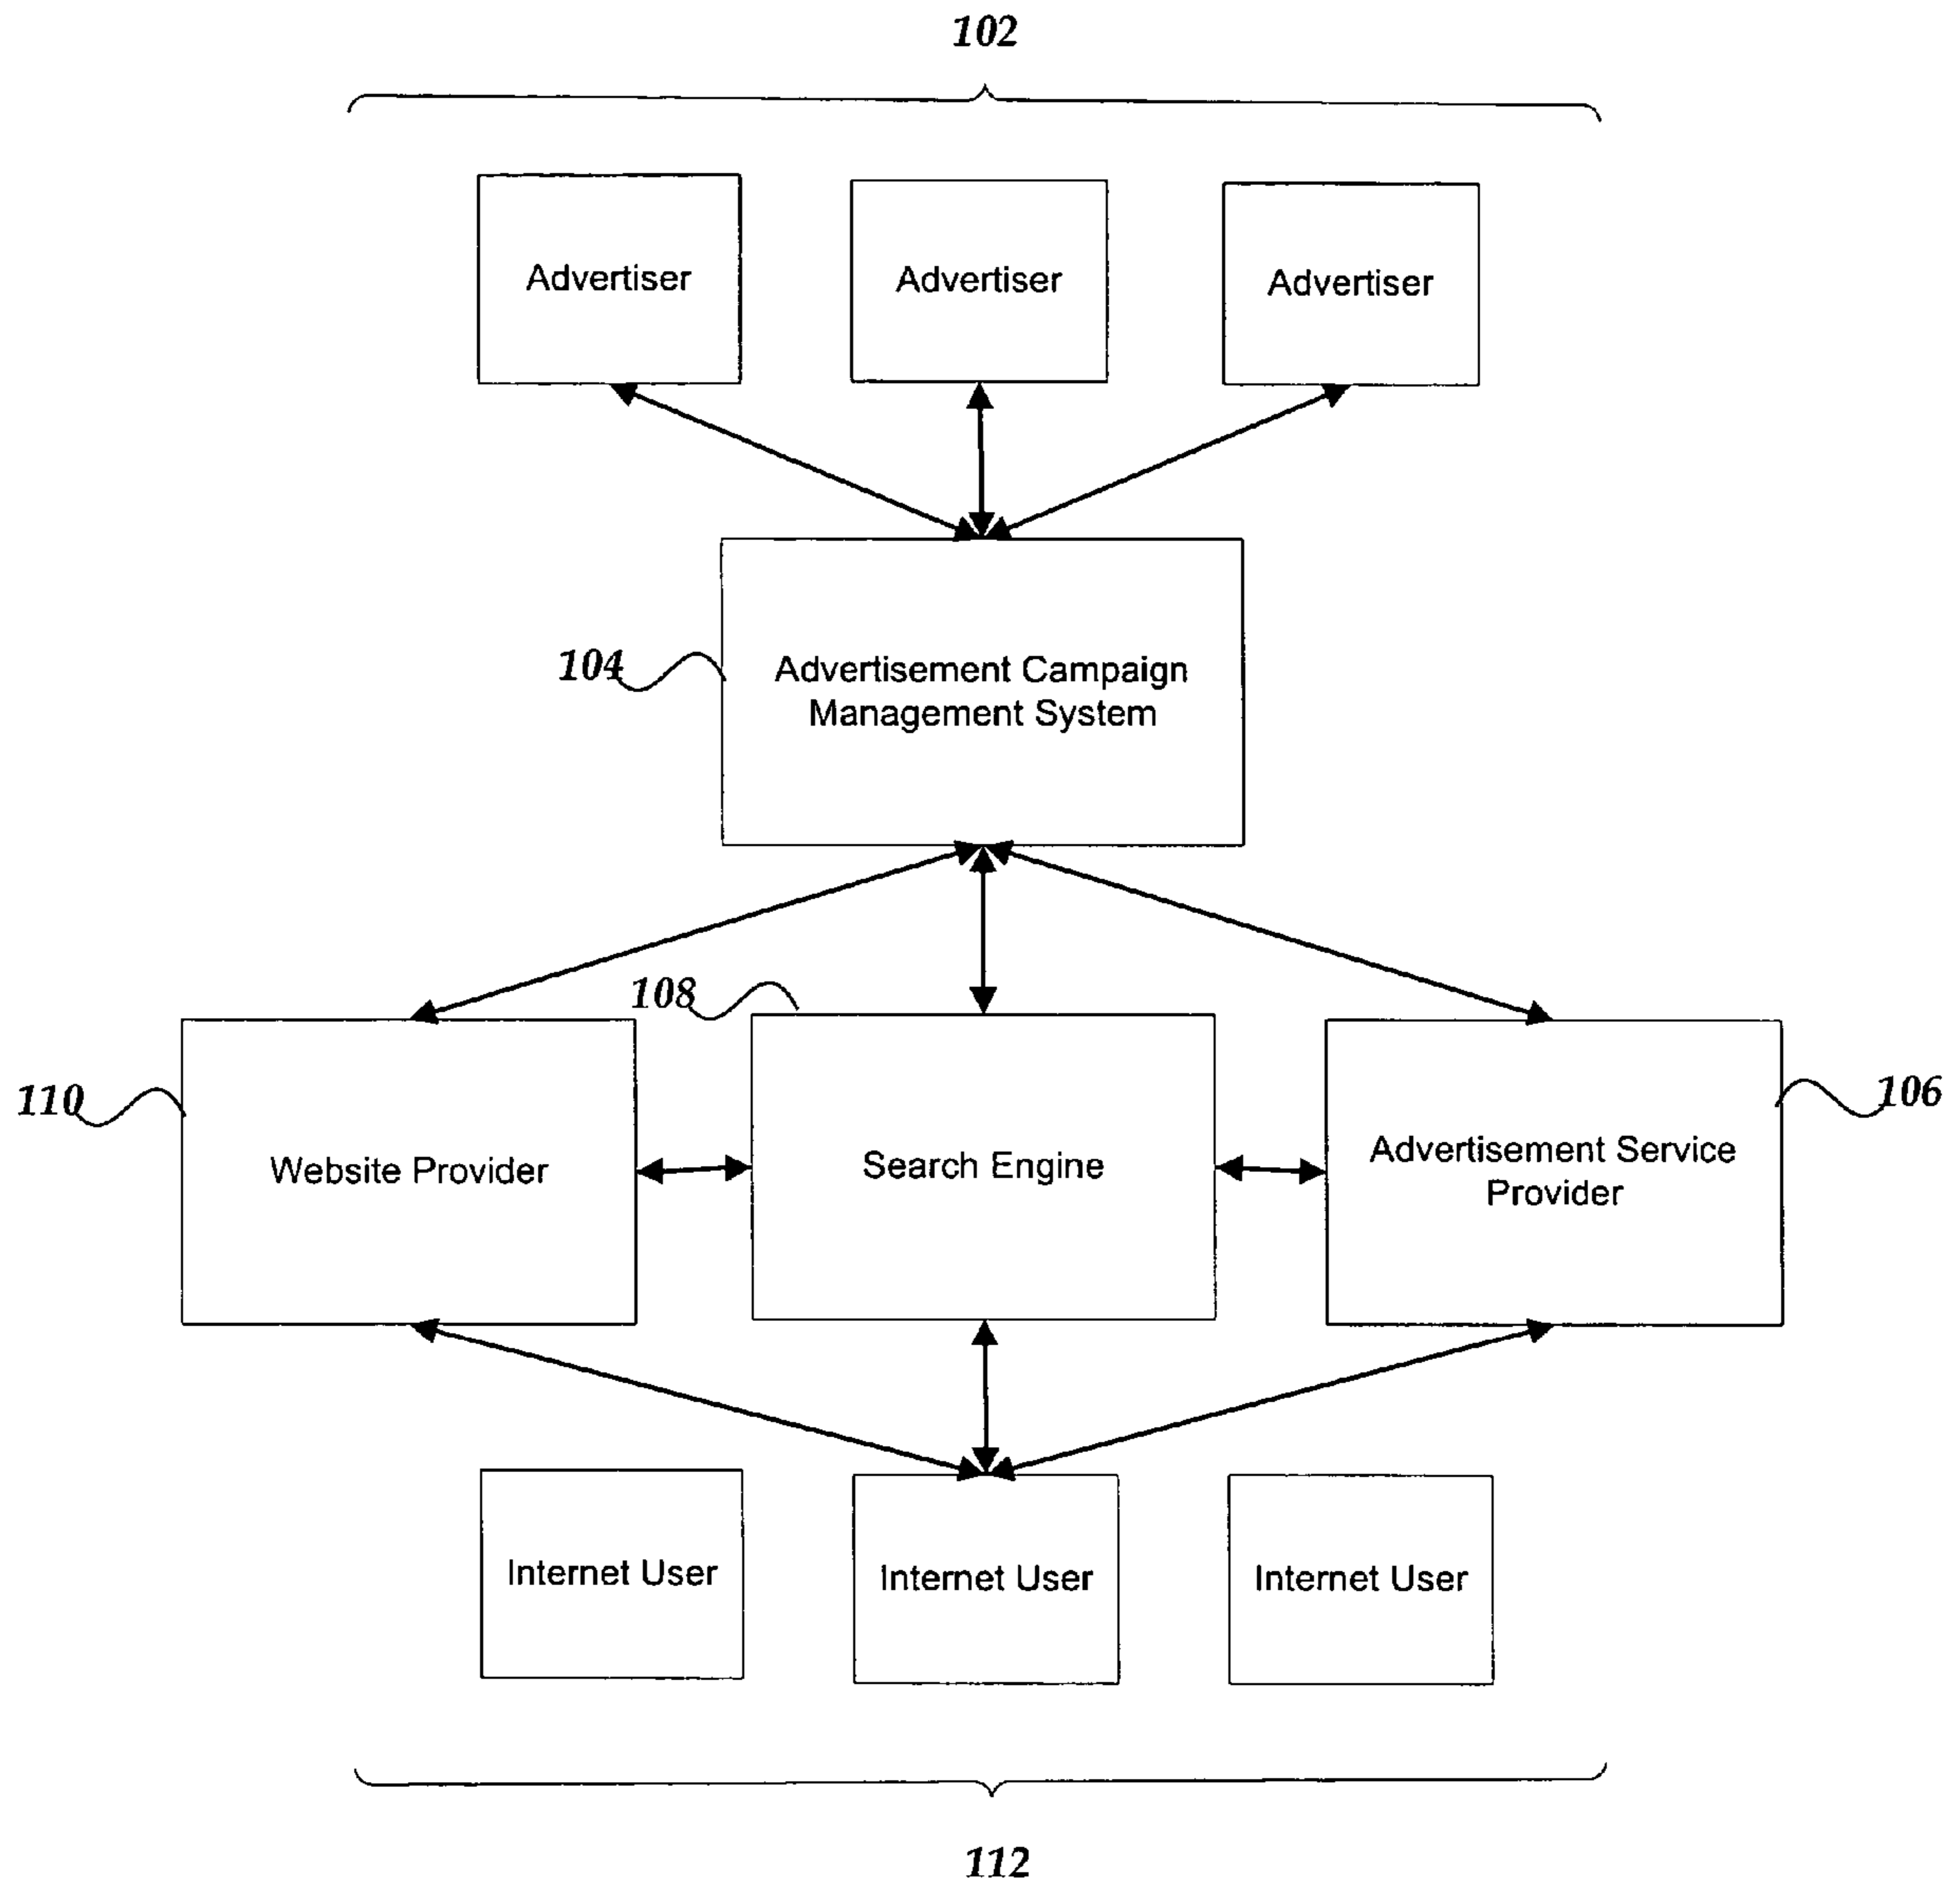 102
Advertiser
Advertiser
Advertiser
104
Advertisement Campaign
Management System
108
110
106
Website Provider
Search Engine
Advertisement Service
Provider
Internet User
Internet User
Internet User
112